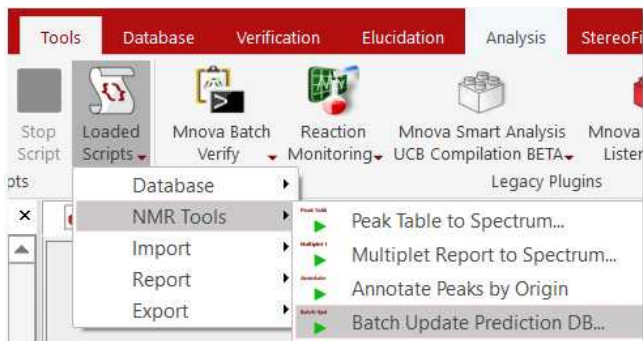 Tools Database Verification Elucidation Analysis StereoFi
Stop Loaded Mnova Batch Reaction Mnova Smart Analysis Mnova
Script Scripts Verify Monitoring UCB Compilation BETA Lister
pts Legacy Plugins
Database
NMR Tools
Import
Report
Export
Peak Table to Spectrum...
Multiplet Report to Spectrum...
Annotate Peaks by Origin
Batch Update Prediction DB...